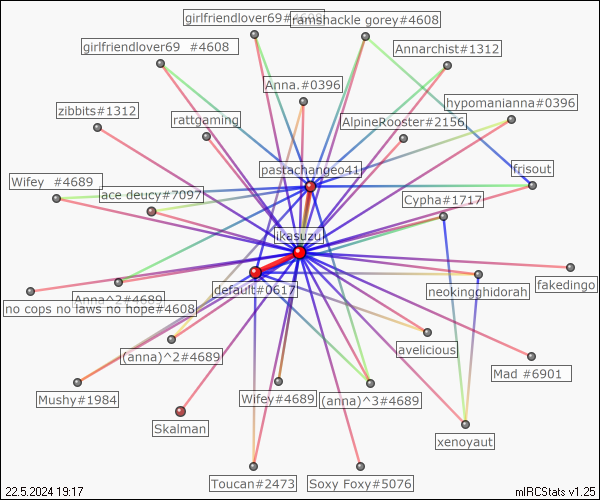 girlfriendlover69#4608
ramshackle gorey#4608
girlfriendlover69 #4608
Annarchist#1312
Anna.#0396
hypomanianna#0396
zibbits#1312
rattgaming
AlpineRooster#2156
pastachangeo41
frisout
Wifey #4689
ace deucy#7097
Cypha#1717
ikasuzu
default#0617
neokingghidorah
fakedingo
Anna^2#4689
no cops no laws no hope#4608
(anna)^2#4689
avelicious
Mad #6901
Mushy#1984
Wifey#4689
(anna)^3#4689
Skalman
xenoyaut
Toucan#2473
Soxy Foxy#5076
22.5.2024 19:17
mIRCStats v1.25